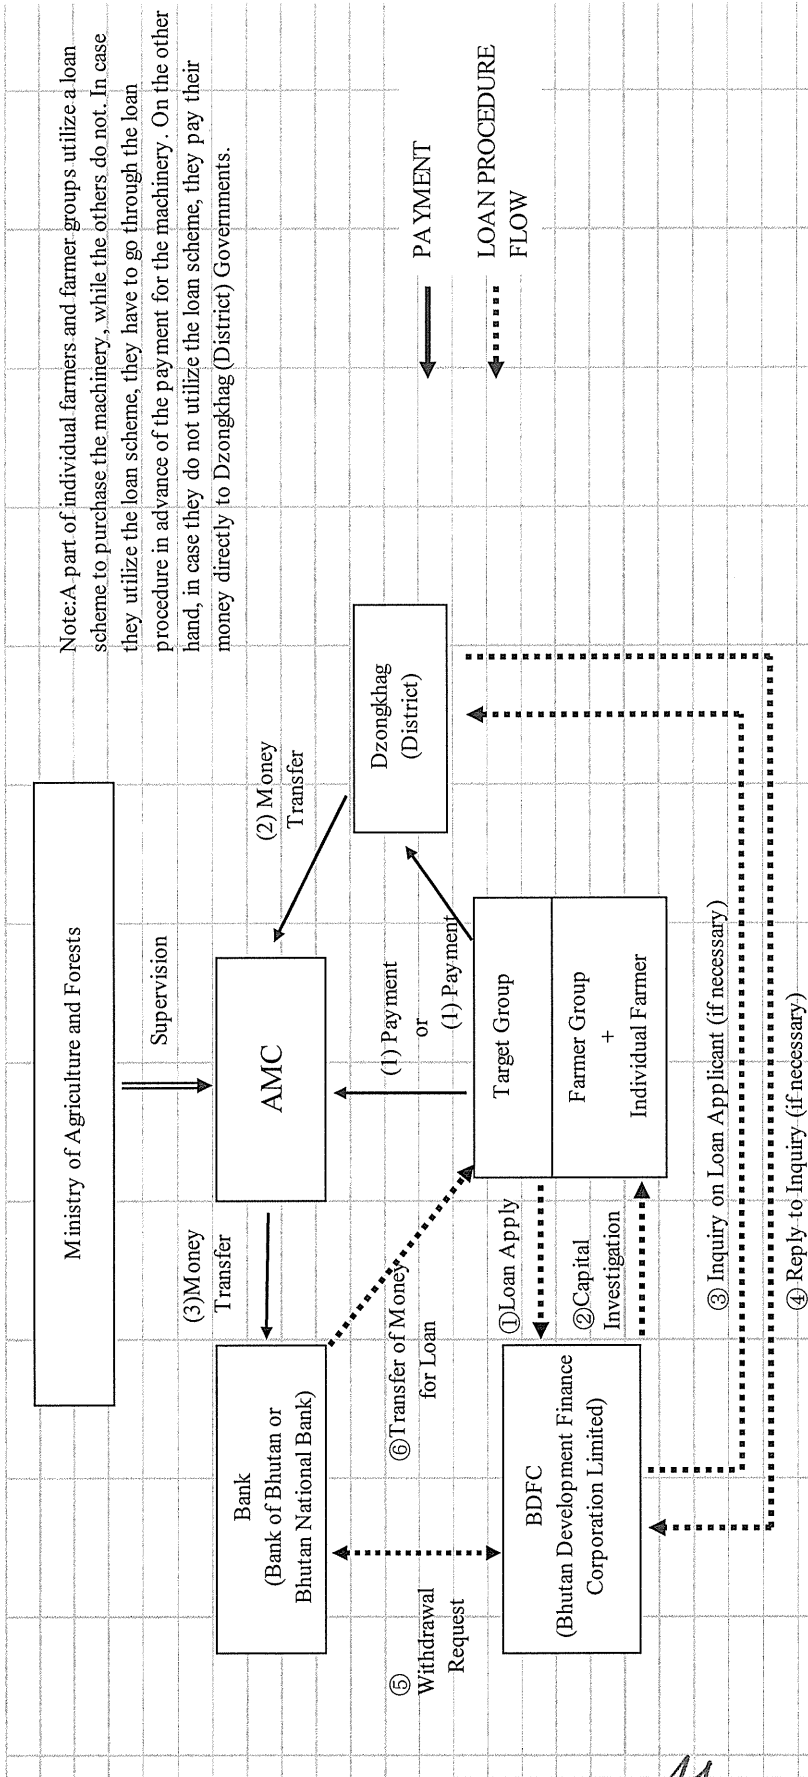 Ministry of Agriculture and Forests
Supervision
Bank
(Bank of Bhutan or
Bhutan National Bank)
(3)Money
Transfer
AMC
(2) Money
Transfer
⑤
Withdrawal
Request
⑥Transfer of Money
for Loan
(1) Payment
or
(1) Payment
Dzongkhag
(District)
BDFC
(Bhutan Development Finance
Corporation Limited)
①Loan Apply
②Capital
Investigation
Target Group
Farmer Group
+
Individual Farmer
③ Inquiry on Loan Applicant (if necessary)
④ Reply to Inquiry (if necessary)
Note:A part of individual farmers and farmer groups utilize a loan
scheme to purchase the machinery, while the others do not. In case
they utilize the loan scheme, they have to go through the loan
procedure in advance of the payment for the machinery. On the other
hand, in case they do not utilize the loan scheme, they pay their
money directly to Dzongkhag (District) Governments.
PAYMENT
LOAN PROCEDURE
FLOW